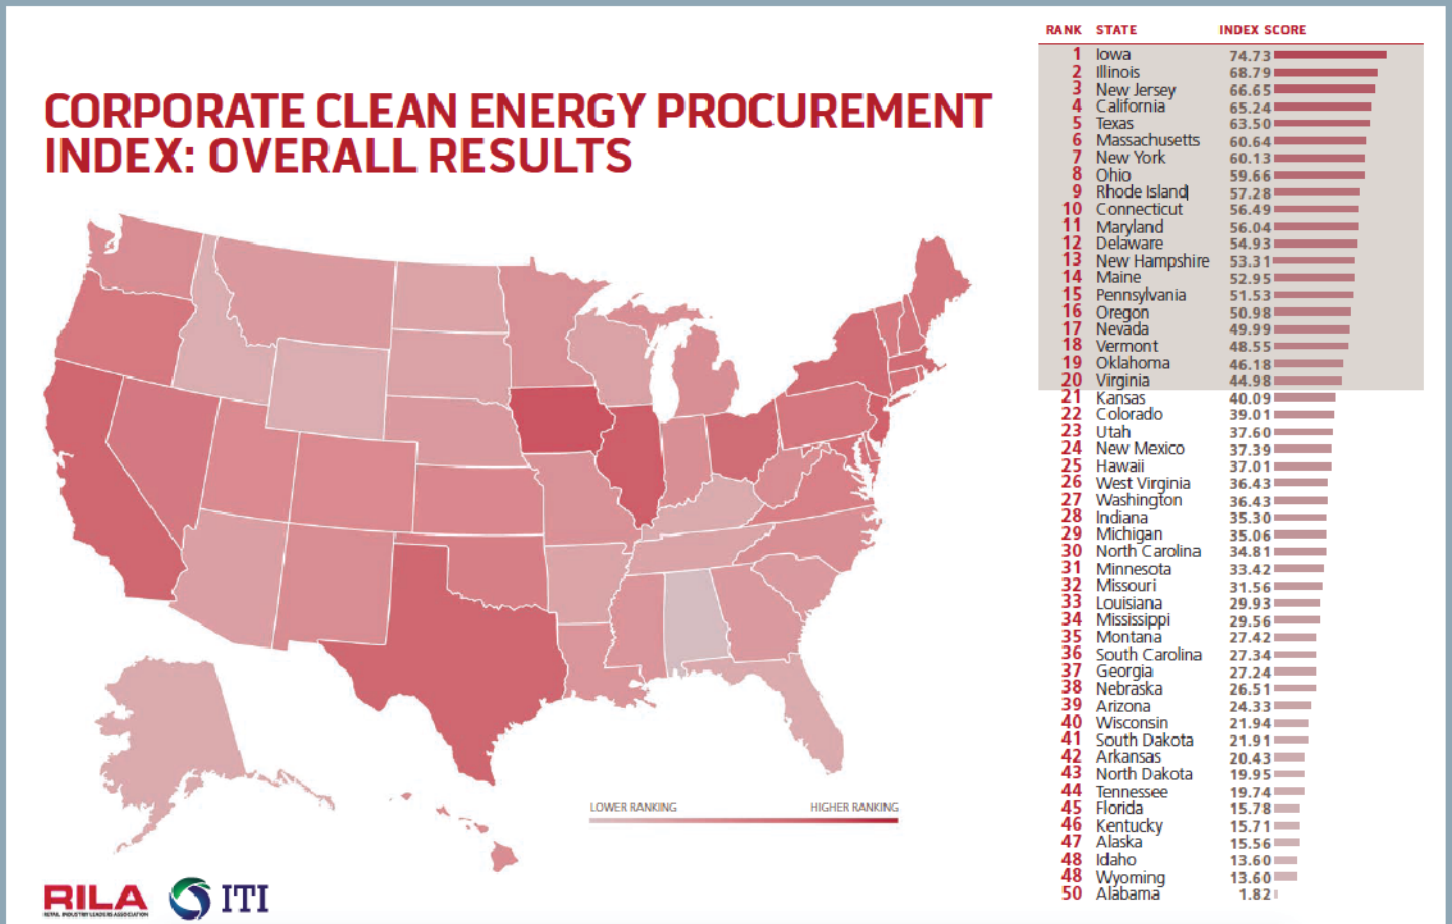 CORPORATE CLEAN ENERGY PROCUREMENT
INDEX: OVERALL RESULTS
RANK STATE INDEX SCORE
1 Iowa 74.73
2 Illinois 68.79
3 New Jersey 66.65
4 California 65.24
5 Texas 63.50
6 Massachusetts 60.64
7 New York 60.13
8 Ohio 59.66
9 Rhode Island 57.28
10 Connecticut 56.49
11 Maryland 56.04
12 Delaware 54.93
13 New Hampshire 53.31
14 Maine 52.95
15 Pennsylvania 51.53
16 Oregon 50.98
17 Nevada 49.99
18 Vermont 48.55
19 Oklahoma 46.18
20 Virginia 44.98
21 Kansas 40.09
22 Colorado 39.01
23 Utah 37.60
24 New Mexico 37.39
25 Hawaii 37.01
26 West Virginia 36.43
27 Washington 36.43
28 Indiana 35.30
29 Michigan 35.06
30 North Carolina 34.81
31 Minnesota 33.42
32 Missouri 31.56
33 Louisiana 29.93
34 Mississippi 29.56
35 Montana 27.42
36 South Carolina 27.34
37 Georgia 27.24
38 Nebraska 26.51
39 Arizona 24.33
40 Wisconsin 21.94
41 South Dakota 21.91
42 Arkansas 20.43
43 North Dakota 19.95
44 Tennessee 19.74
45 Florida 15.78
46 Kentucky 15.71
47 Alaska 15.56
48 Idaho 13.60
48 Wyoming 13.60
50 Alabama 1.82
LOWER RANKING HIGHER RANKING
RILA ITI
RETAIL INDUSTRY LEADERS ASSOCIATION